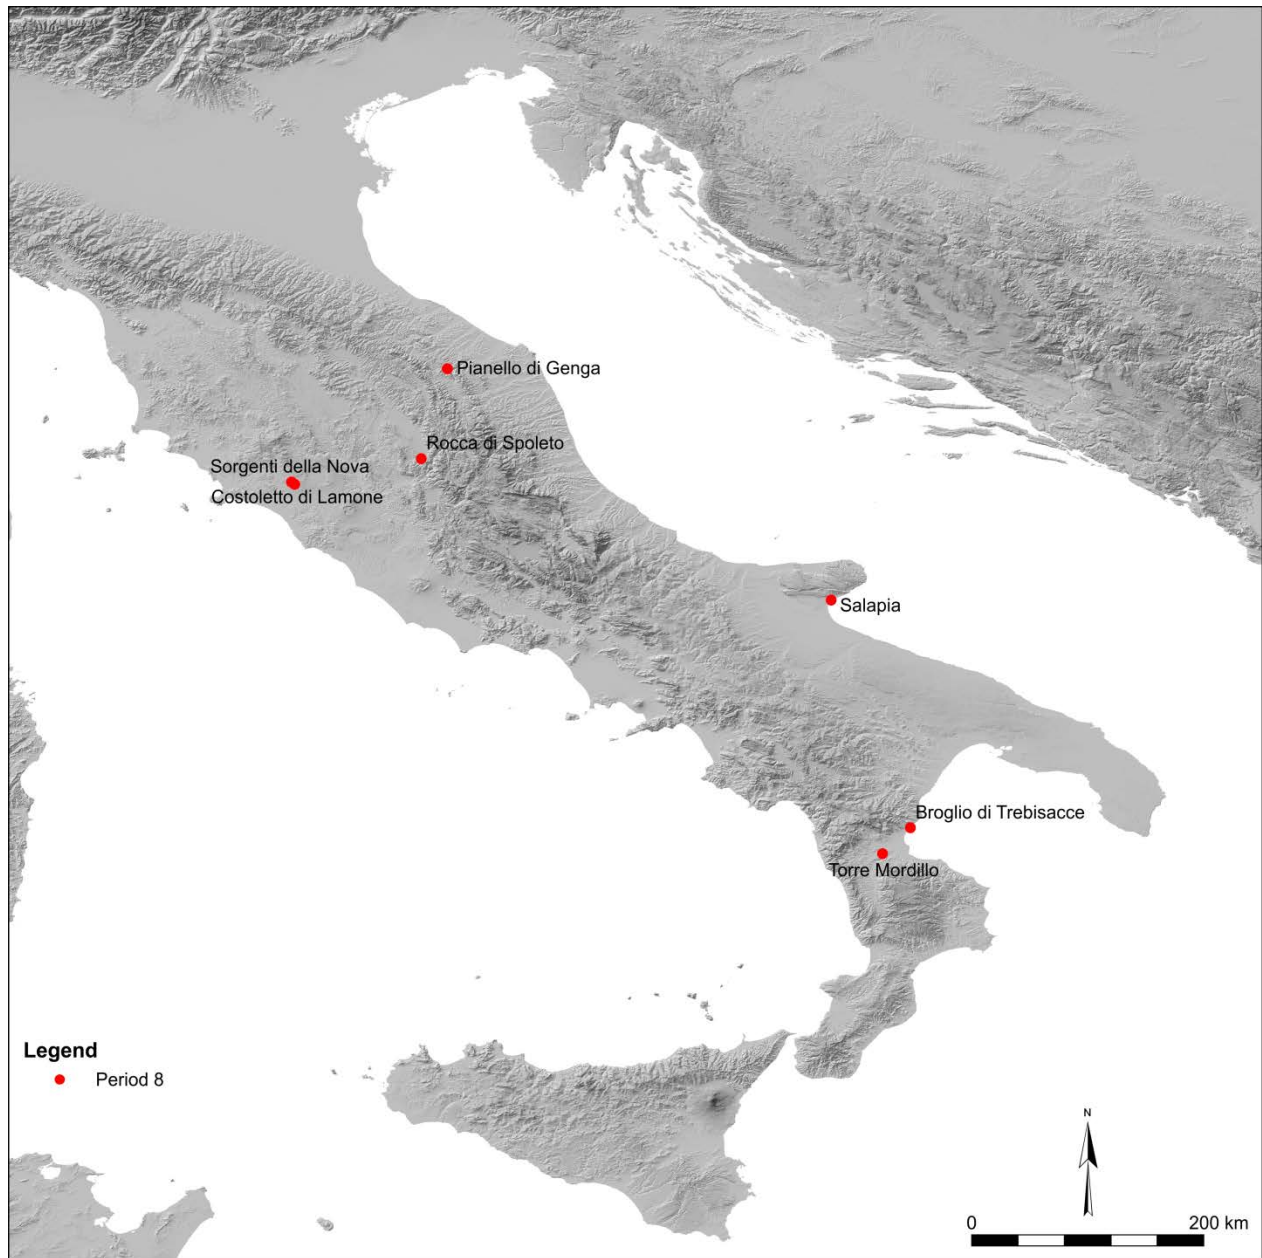 Pianello di Genga
Rocca di Spoleto
Sorgenti della Nova
Costoletto di Lamone
Salapia
Broglio di Trebisacce
Torre Mordillo
Legend
Period 8
N
0 200 km